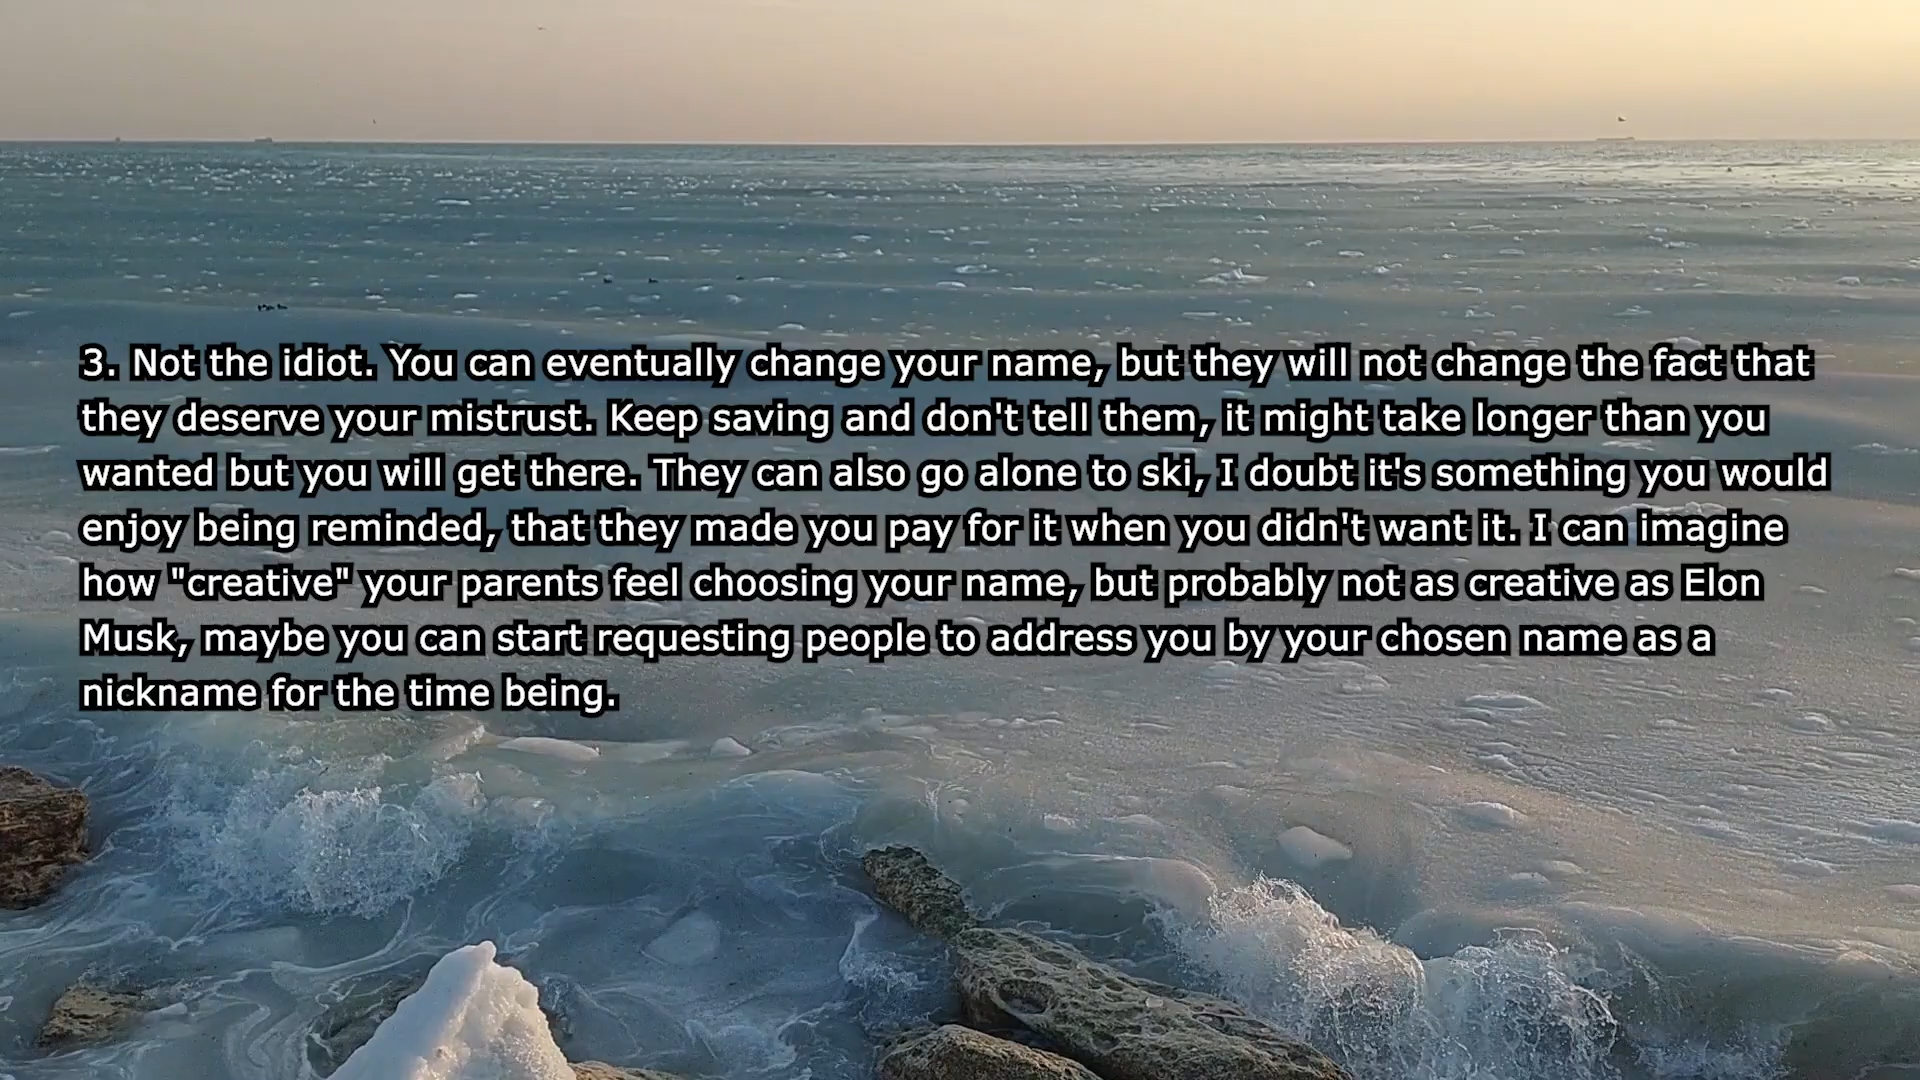 3. Not the idiot. You can eventually change your name, but they will not change the fact that
they deserve your mistrust. Keep saving and don't tell them, it might take longer than you
wanted but you will get there. They can also go alone to ski, I doubt it's something you would
enjoy being reminded, that they made you pay for it when you didn't want it. I can imagine
how "creative" your parents feel choosing your name, but probably not as creative as Elon
Musk, maybe you can start requesting people to address you by your chosen name as a
nickname for the time being.